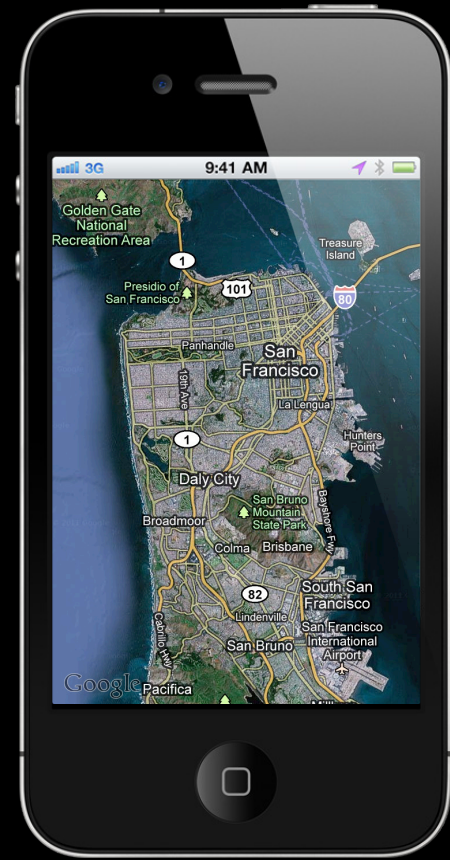 3G
9:41 AM
Golden Gate
National
Recreation Area
Treasure
Island
1
Presidio of
San Francisco
101
80
Panhandle
San
Francisco
19th Ave
La Lengua
1
Hunters
Point
Daly City
San Bruno
Mountain
State Park
Bayshore Fwy
Broadmoor
Colma
Brisbane
82
South San
Francisco
Lindenville
Cabrillo Hwy
San Francisco
International
Airport
San Bruno
Google
Pacifica